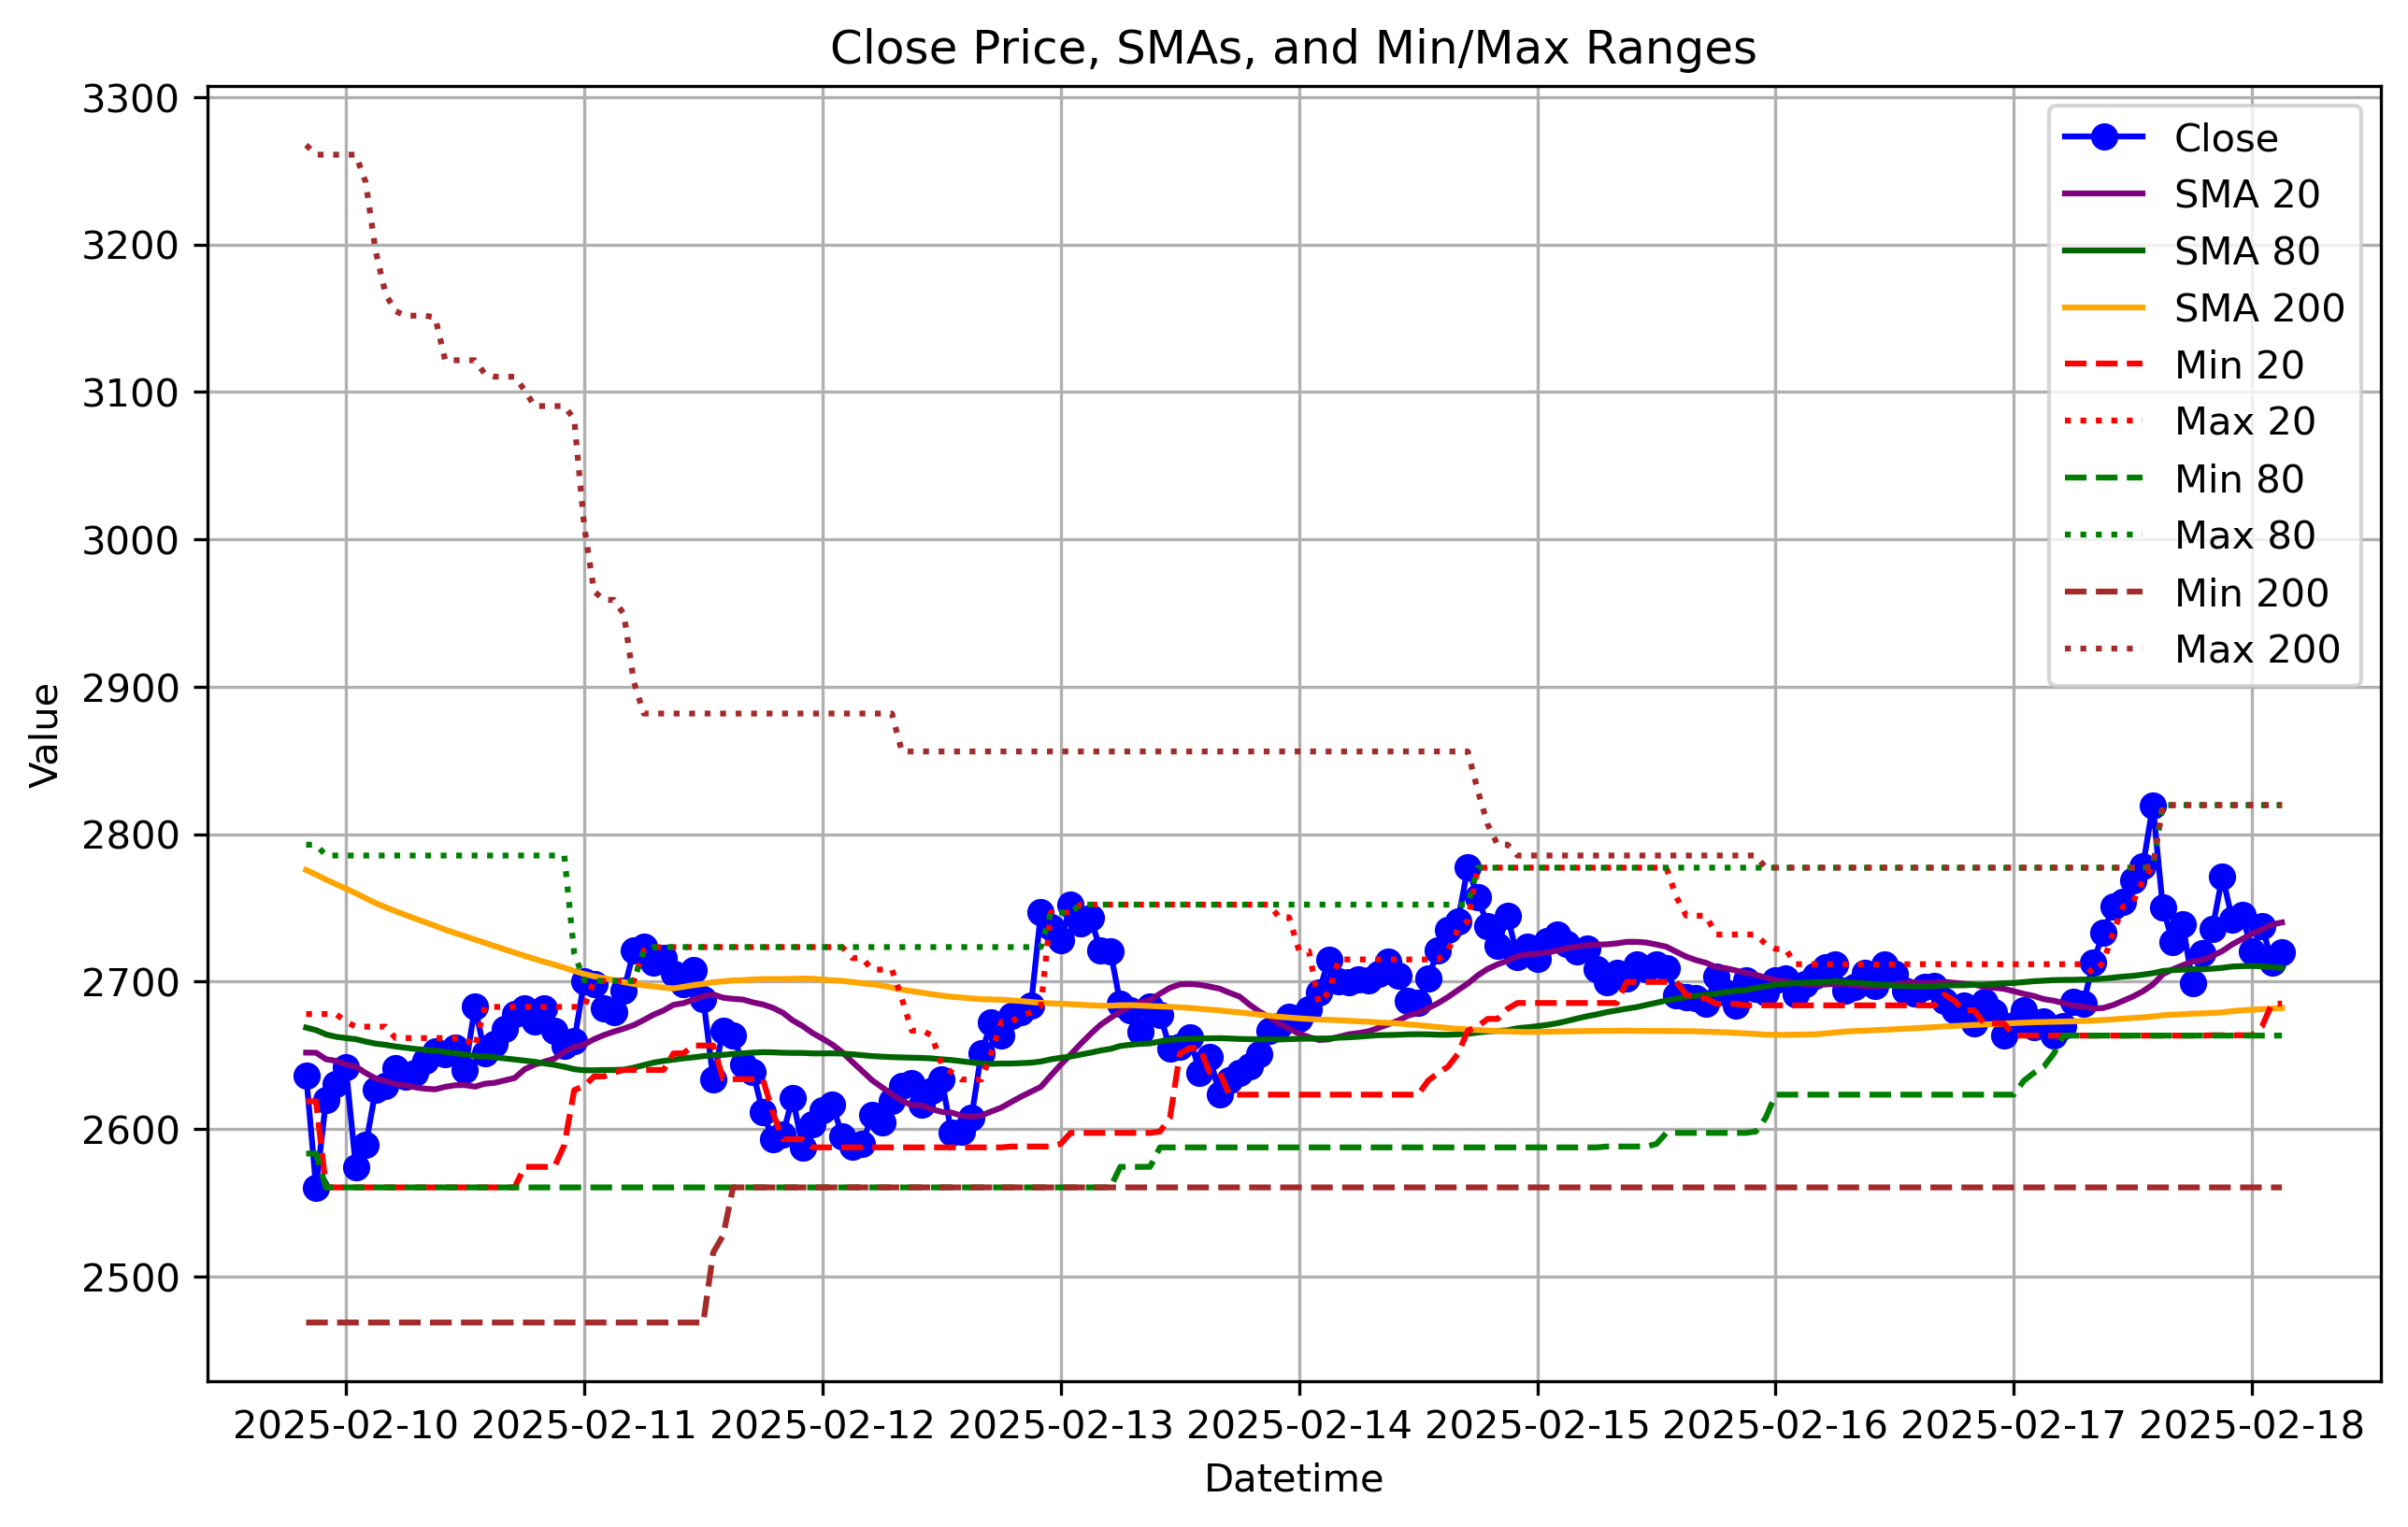 Close Price, SMAs, and Min/Max Ranges
3300
3200
3100
3000
2900
2800
2700
2600
2500
Value
Close
SMA 20
SMA 80
SMA 200
Min 20
Max 20
Min 80
Max 80
Min 200
Max 200
2025-02-10 2025-02-11 2025-02-12 2025-02-13 2025-02-14 2025-02-15 2025-02-16 2025-02-17 2025-02-18
Datetime